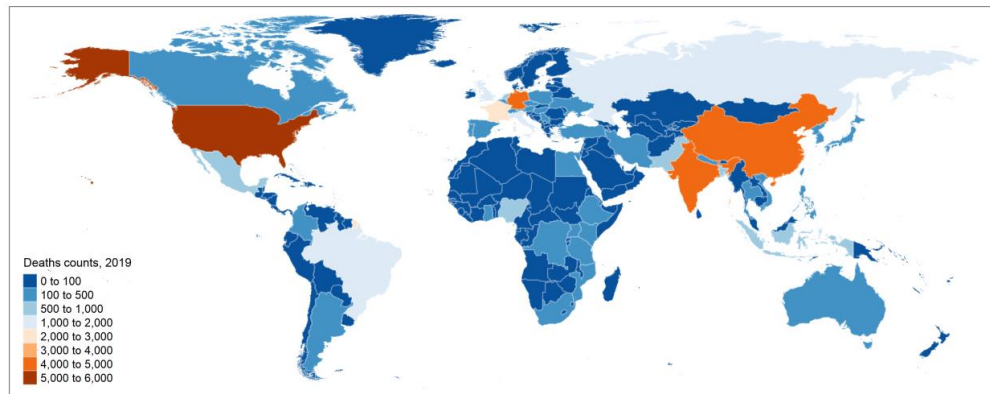 Deaths counts, 2019
0 to 100
100 to 500
500 to 1,000
1,000 to 2,000
2,000 to 3,000
3,000 to 4,000
4,000 to 5,000
5,000 to 6,000